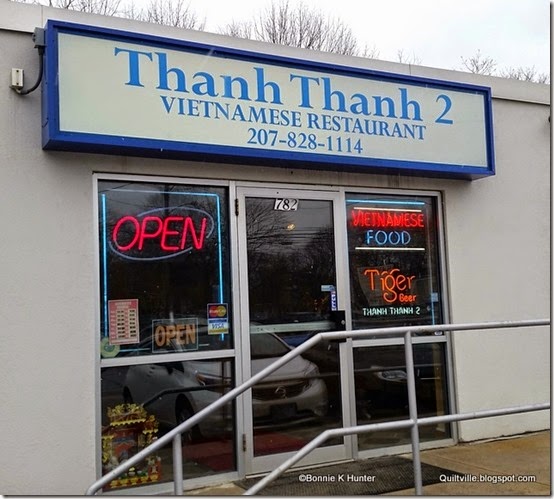 Thanh Thanh 2
VIETNAMESE RESTAURANT
207-828-1114
782
OPEN
VIETNAMESE
FOOD
Tiger
Beer
THANH THANH 2
OPEN
MasterCard
VISA
©Bonnie K Hunter
Quiltville.blogspot.com